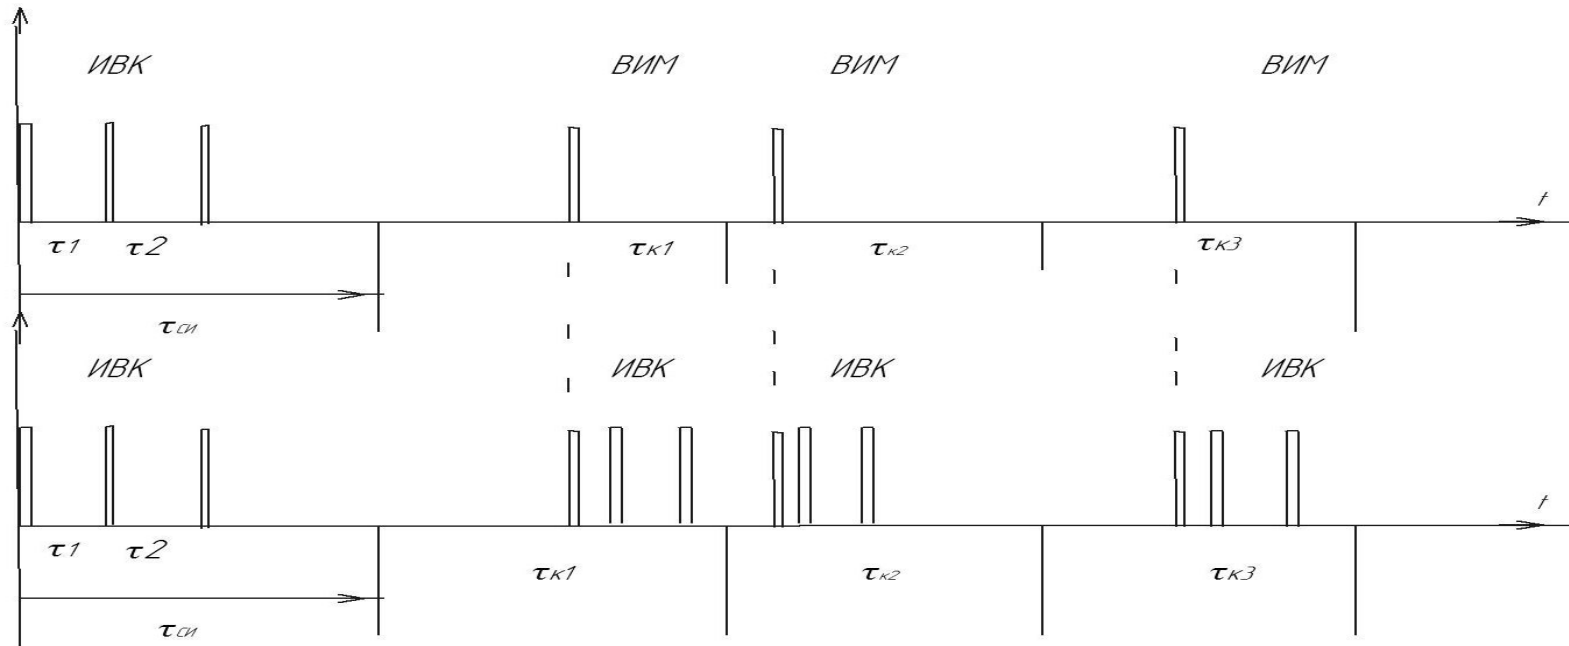 ИВК ВИМ ВИМ ВИМ
t
τ1 τ2 τк1 τк2 τк3
τси
ИВК ИВК ИВК ИВК
t
τ1 τ2
τк1 τк2 τк3
τси